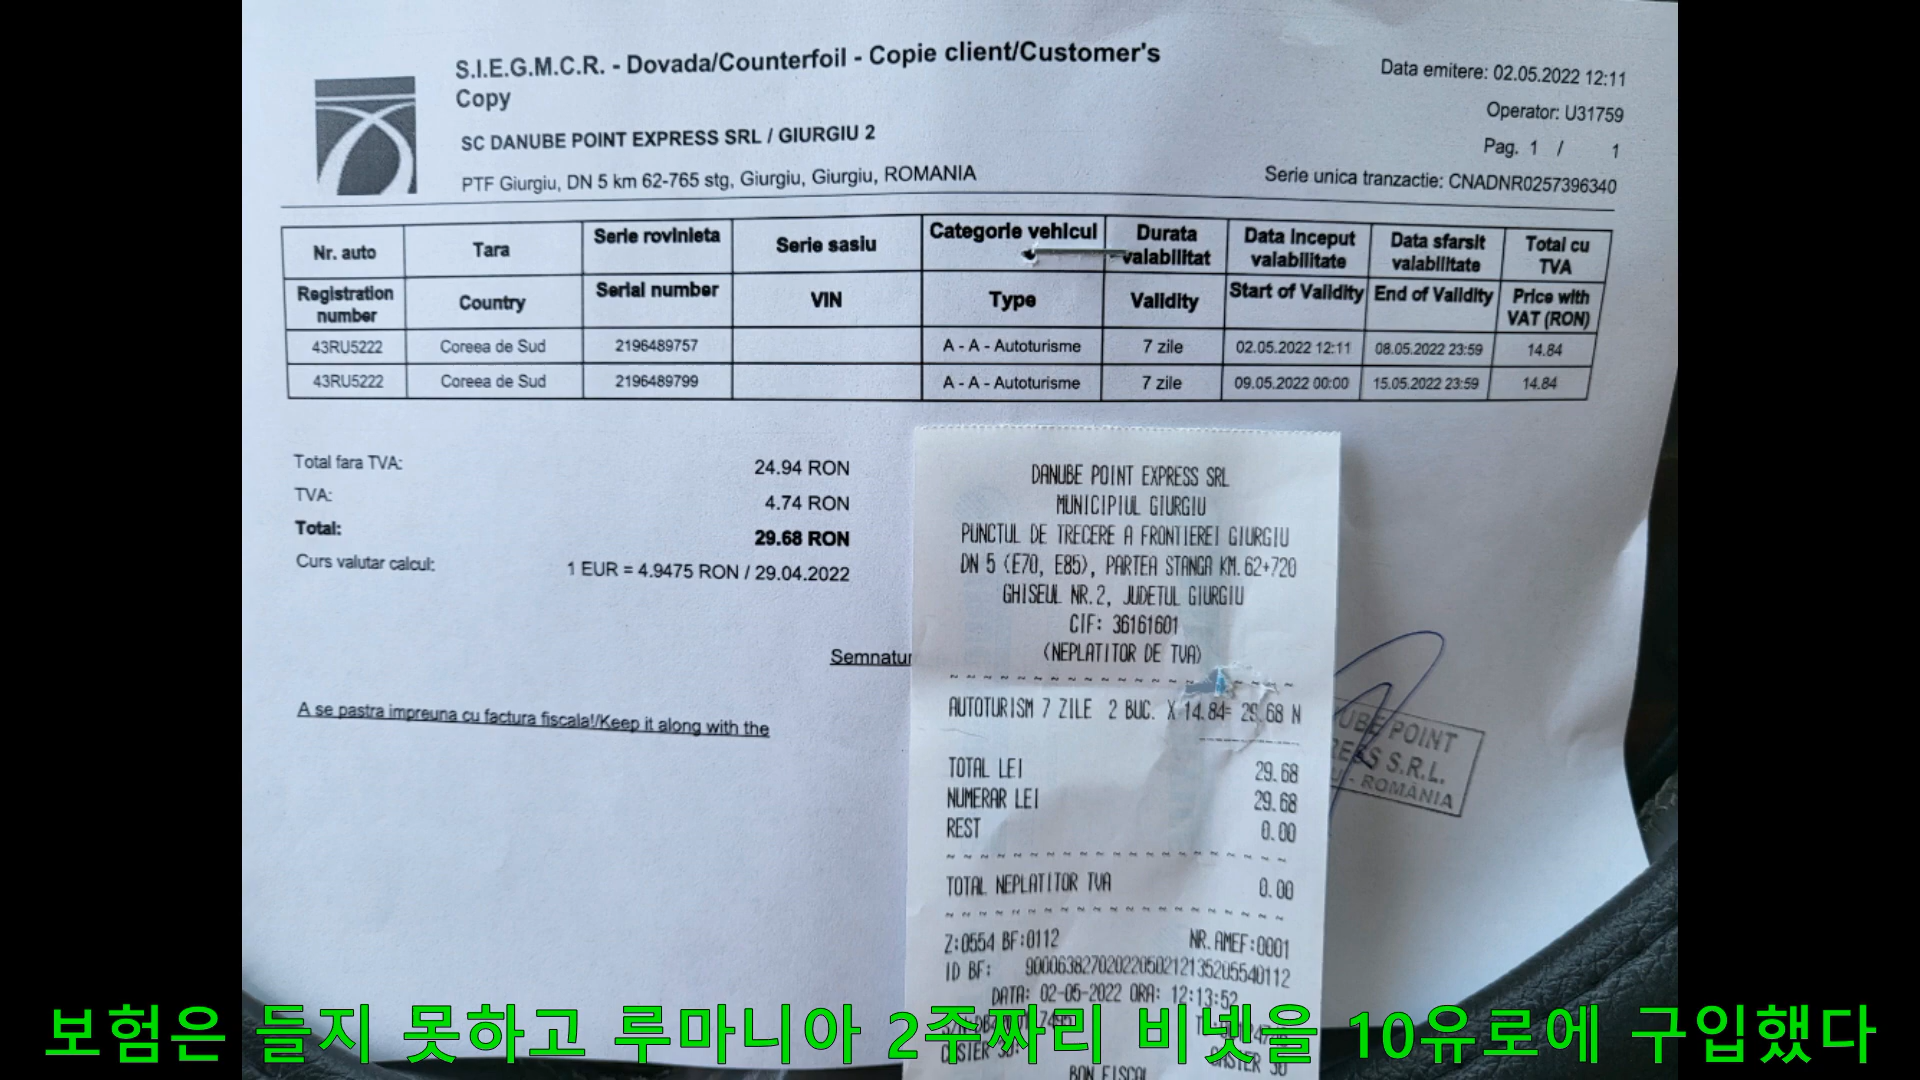 S.I.E.G.M.C.R. - Dovada/Counterfoil - Copie client/Customer's
Copy
SC DANUBE POINT EXPRESS SRL / GIURGIU 2
PTF Giurgiu, DN 5 km 62-765 stg, Giurgiu, Giurgiu, ROMANIA
Data emitere: 02.05.2022 12:11
Operator: U31759
Pag. 1 / 1
Serie unica tranzactie: CNADNR0257396340
Nr. auto Tara Serie rovinieta Serie sasiu Categorie vehicul Durata valabilitat Data inceput valabilitate Data sfarsit valabilitate Total cu TVA
Registration number Country Serial number VIN Type Validity Start of Validity End of Validity Price with VAT (RON)
43RU5222 Coreea de Sud 2196489757 A - A - Autoturisme 7 zile 02.05.2022 12:11 08.05.2022 23:59 14.84
43RU5222 Coreea de Sud 2196489799 A - A - Autoturisme 7 zile 09.05.2022 00:00 15.05.2022 23:59 14.84
Total fara TVA: 24.94 RON
TVA: 4.74 RON
Total: 29.68 RON
Curs valutar calcul: 1 EUR = 4.9475 RON / 29.04.2022
Semnatur
A se pastra impreuna cu factura fiscala!/Keep it along with the
DANUBE POINT EXPRESS SRL
MUNICIPIUL GIURGIU
PUNCTUL DE TRECERE A FRONTIEREI GIURGIU
DN 5 (E70, E85), PARTEA STANGA KM.62+720
GHISEUL NR.2, JUDETUL GIURGIU
CIF: 36161601
(NEPLATITOR DE TVA)
AUTOTURISM 7 ZILE 2 BUC. X 14.84= 29.68 N
TOTAL LEI 29.68
NUMERAR LEI 29.68
REST 0.00
TOTAL NEPLATITOR TVA 0.00
Z:0554 BF:0112 NR.AMEF:0001
ID BF: 9000638270202205021213520554​0112
DATA: 02-05-2022 ORA: 12:13:52
BON FISCAL
UBE POINT
ESS S.R.L.
U - ROMÂNIA
보험은 들지 못하고 루마니아 2주짜리 비넷을 10유로에 구입했다